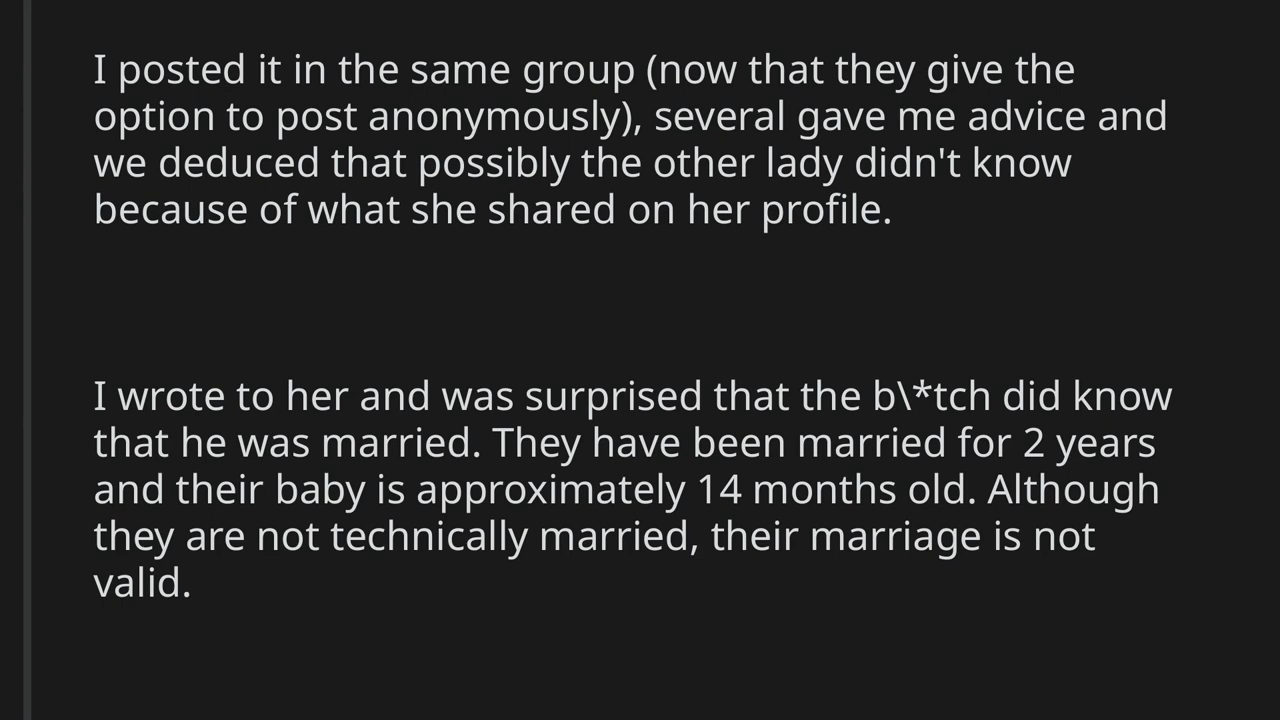 I posted it in the same group (now that they give the
option to post anonymously), several gave me advice and
we deduced that possibly the other lady didn't know
because of what she shared on her profile.
I wrote to her and was surprised that the b\*tch did know
that he was married. They have been married for 2 years
and their baby is approximately 14 months old. Although
they are not technically married, their marriage is not
valid.